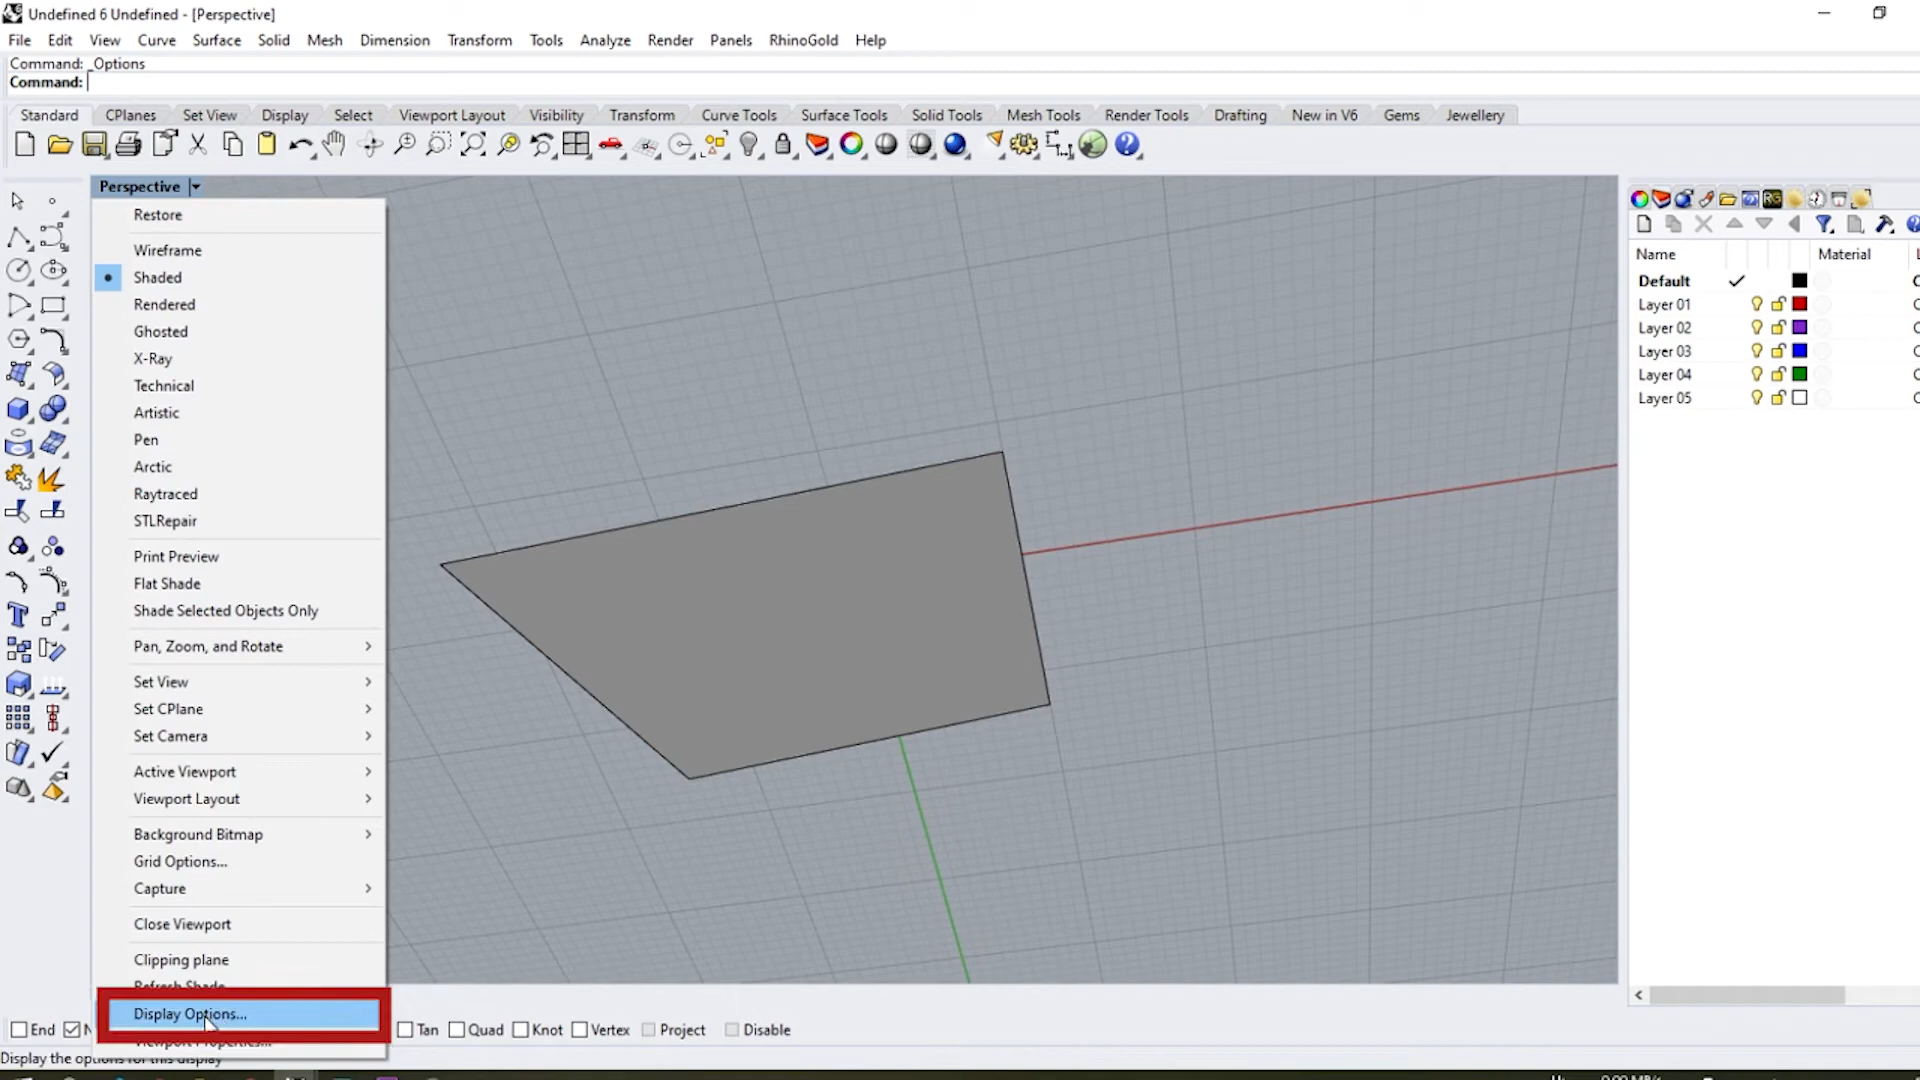 Undefined 6 Undefined - [Perspective]
File Edit View Curve Surface Solid Mesh Dimension Transform Tools Analyze Render Panels RhinoGold Help
Command: _Options
Command:
Standard CPlanes Set View Display Select Viewport Layout Visibility Transform Curve Tools Surface Tools Solid Tools Mesh Tools Render Tools Drafting New in V6 Gems Jewellery
Perspective
Restore
Wireframe
Shaded
Rendered
Ghosted
X-Ray
Technical
Artistic
Pen
Arctic
Raytraced
STLRepair
Print Preview
Flat Shade
Shade Selected Objects Only
Pan, Zoom, and Rotate
Set View
Set CPlane
Set Camera
Active Viewport
Viewport Layout
Background Bitmap
Grid Options...
Capture
Close Viewport
Clipping plane
Refresh Shade
Display Options...
Viewport Properties...
Name Material
Default
Layer 01
Layer 02
Layer 03
Layer 04
Layer 05
End Tan Quad Knot Vertex Project Disable
Display the options for this display